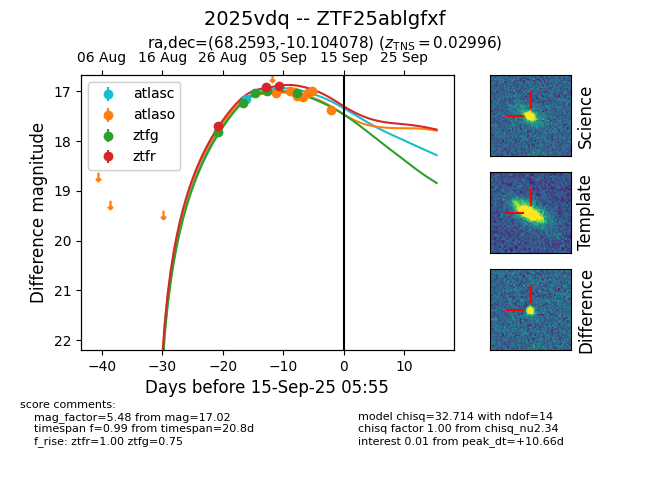 2025vdq -- ZTF25ablgfxf
ra,dec=(68.2593,-10.104078) (z_TNS = 0.02996)
06 Aug 16 Aug 26 Aug 05 Sep 15 Sep 25 Sep
17
18
19
20
21
22
Difference magnitude
atlasc
atlaso
ztfg
ztfr
−40 −30 −20 −10 0 10
Days before 15-Sep-25 05:55
Science
Template
Difference
score comments:
mag_factor=5.48 from mag=17.02
timespan f=0.99 from timespan=20.8d
f_rise: ztfr=1.00 ztfg=0.75
model chisq=32.714 with ndof=14
chisq factor 1.00 from chisq_nu2.34
interest 0.01 from peak_dt=+10.66d